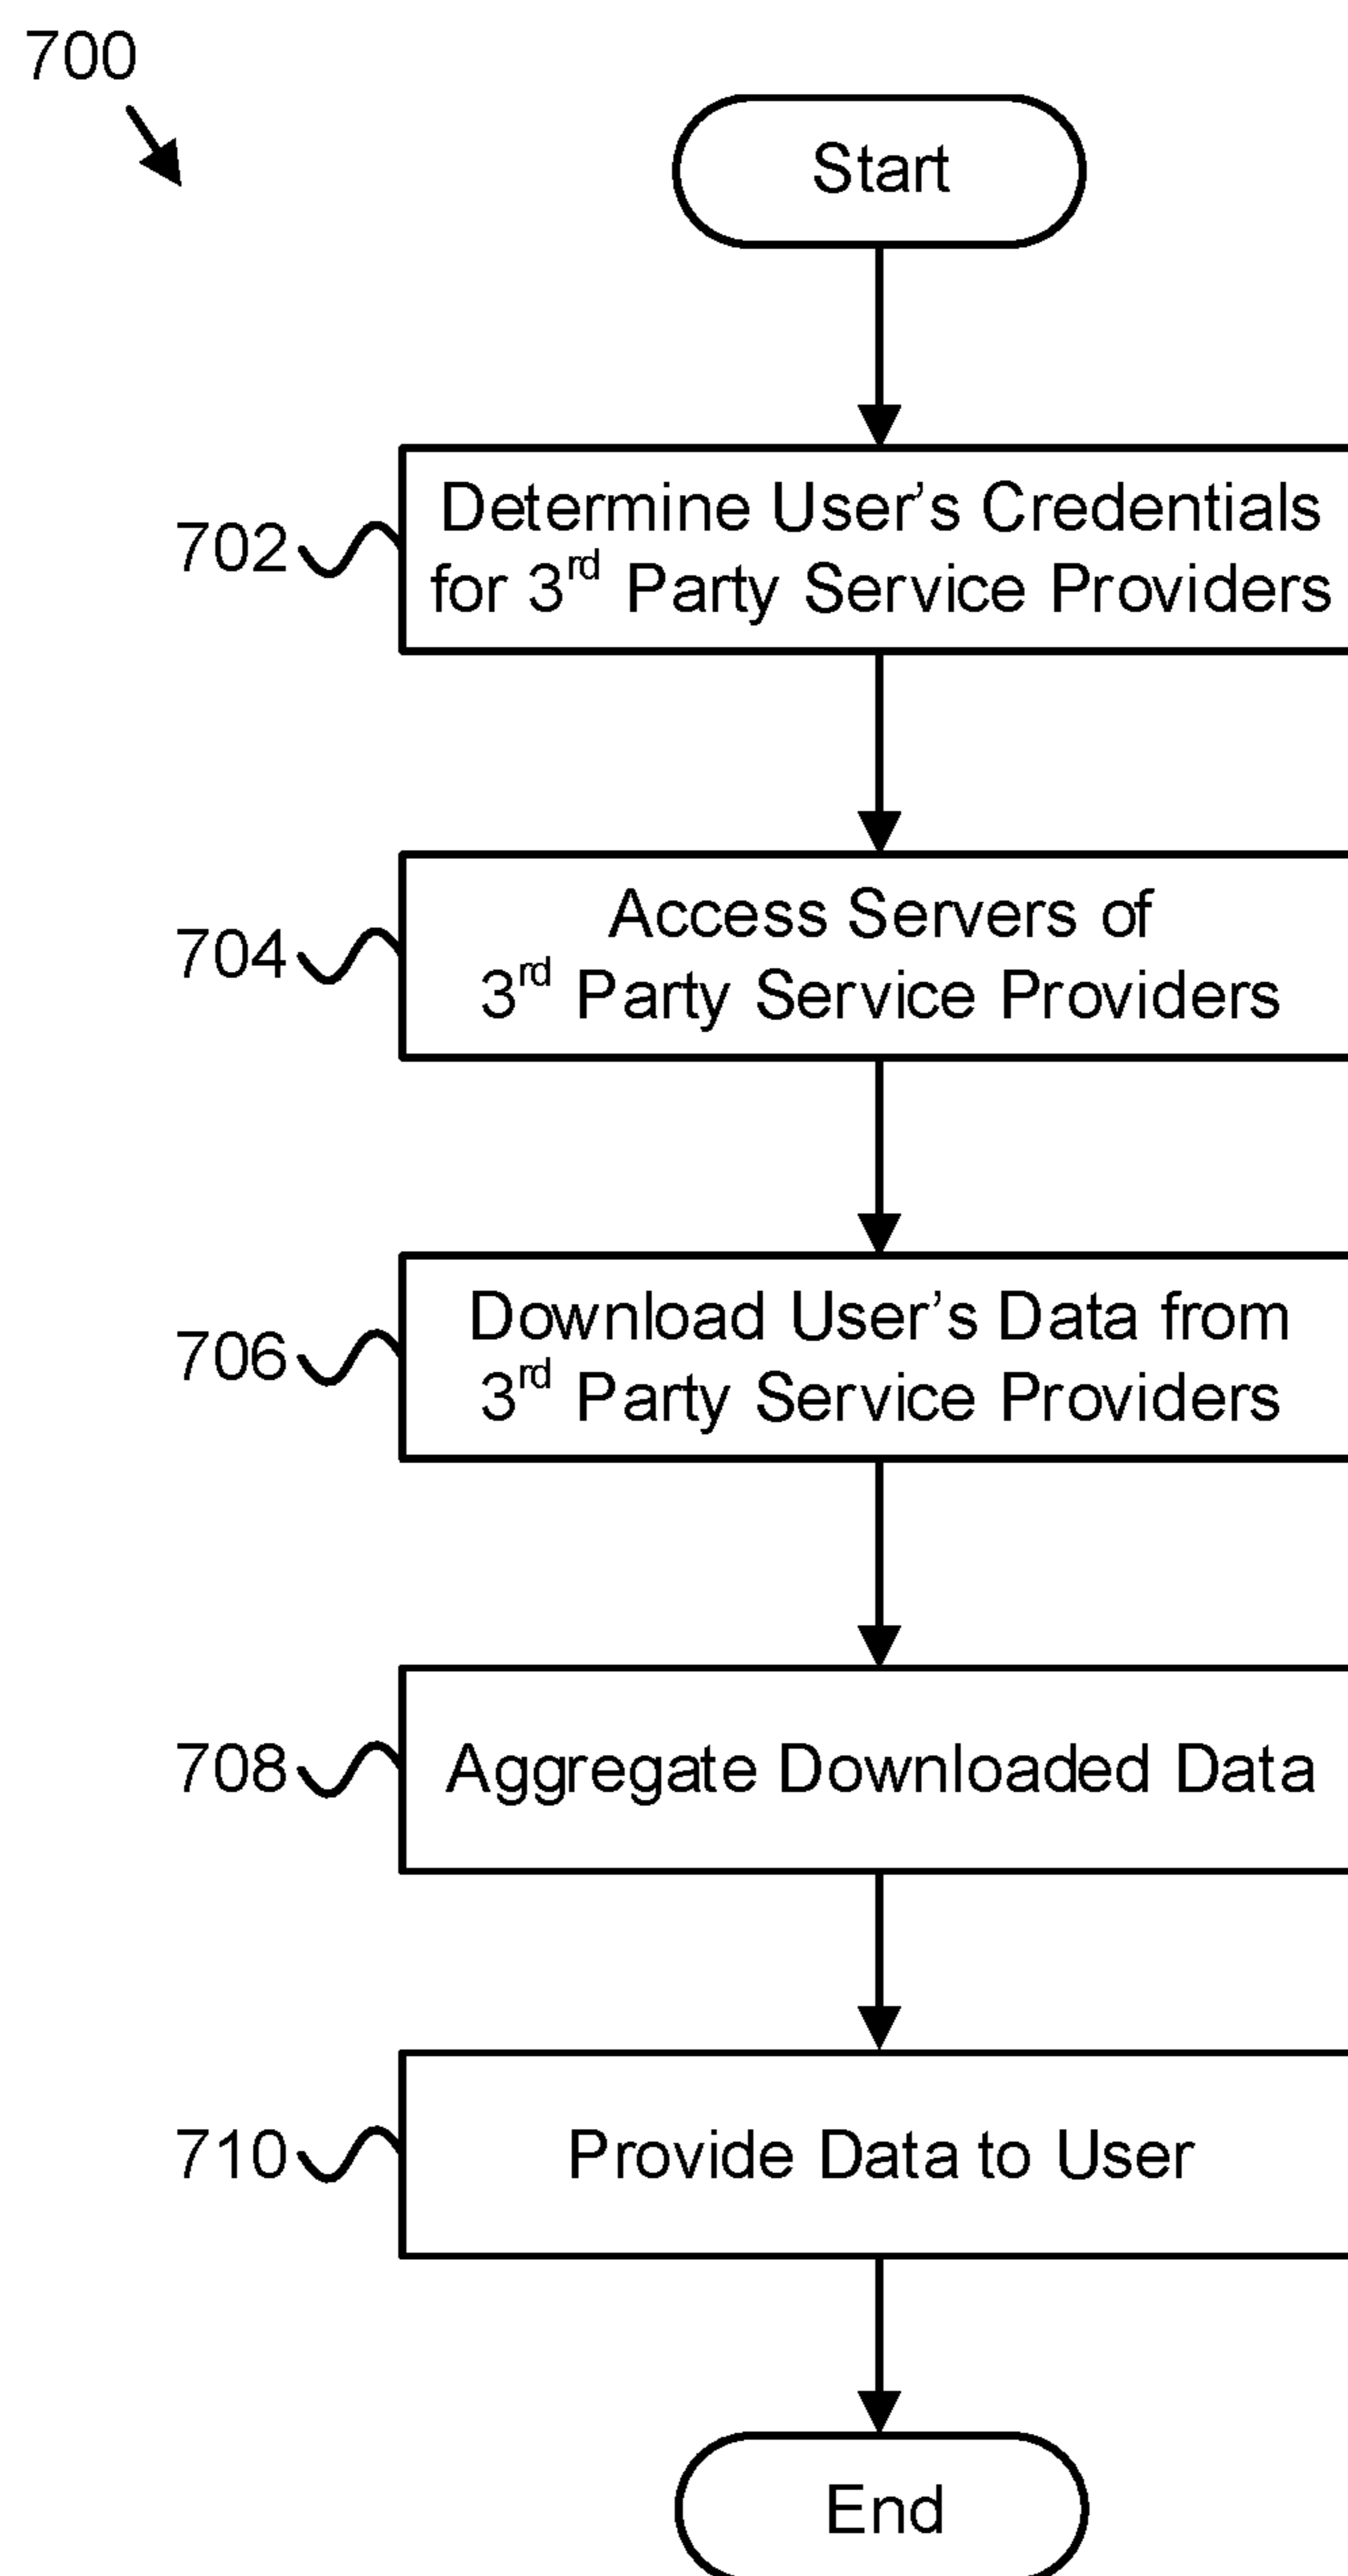 700
Start
702
Determine User’s Credentials
for 3rd Party Service Providers
704
Access Servers of
3rd Party Service Providers
706
Download User’s Data from
3rd Party Service Providers
708
Aggregate Downloaded Data
710
Provide Data to User
End